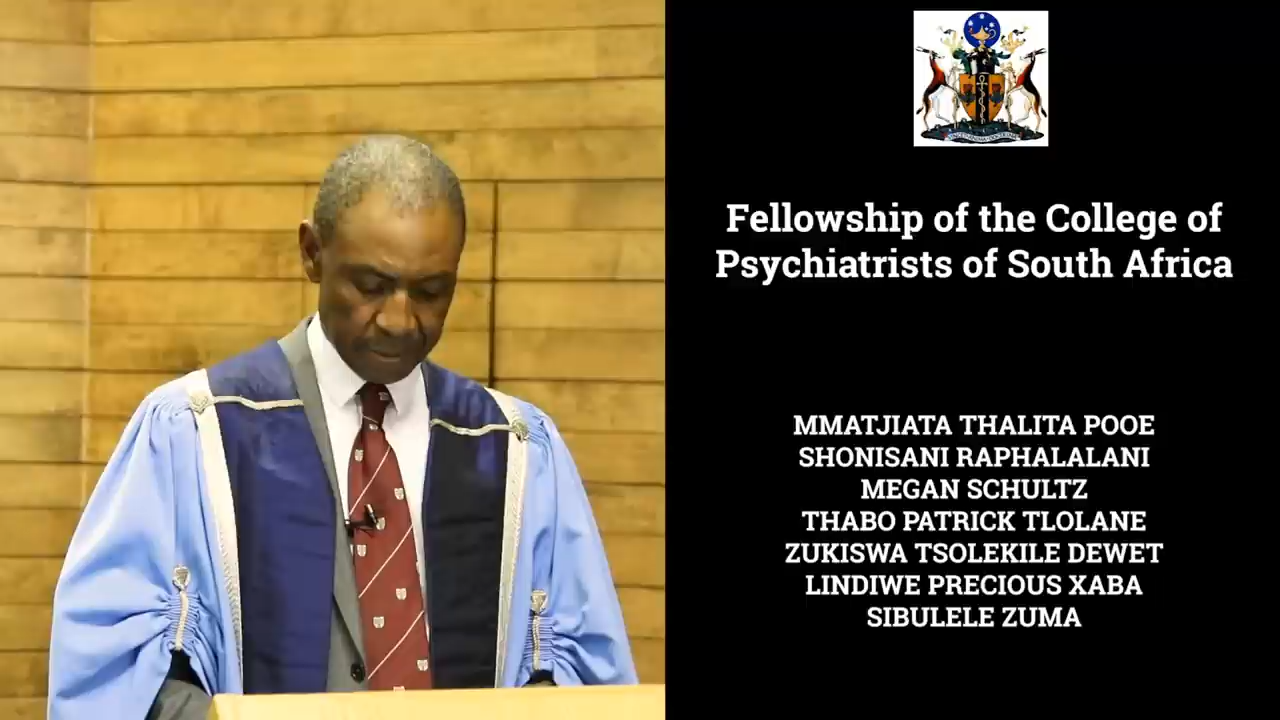 Fellowship of the College of
Psychiatrists of South Africa
MMATJIATA THALITA POOE
SHONISANI RAPHALALANI
MEGAN SCHULTZ
THABO PATRICK TLOLANE
ZUKISWA TSOLEKILE DEWET
LINDIWE PRECIOUS XABA
SIBULELE ZUMA